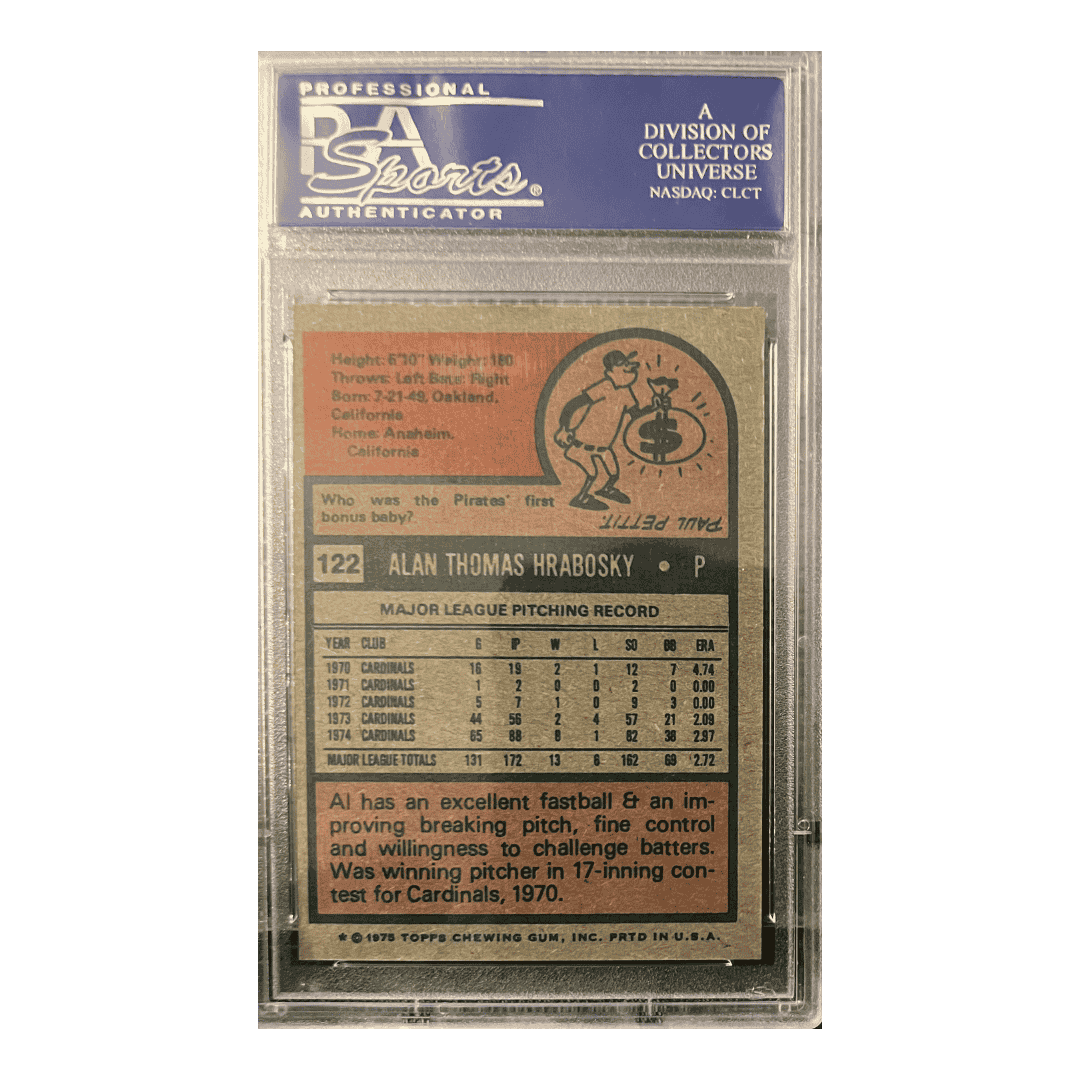 PROFESSIONAL
PSA
Sports®
AUTHENTICATOR
A
DIVISION OF
COLLECTORS
UNIVERSE
NASDAQ: CLCT
Height: 5'10" Weight: 180
Throws: Left Bats: Right
Born: 7-21-49, Oakland,
California
Home: Anaheim,
California
$
Who was the Pirates' first
bonus baby?
PAUL PETTIT.
122 ALAN THOMAS HRABOSKY • P
MAJOR LEAGUE PITCHING RECORD
YEAR CLUB G IP W L SO BB ERA
1970 CARDINALS 16 19 2 1 12 7 4.74
1971 CARDINALS 1 2 0 0 2 0 0.00
1972 CARDINALS 5 7 1 0 9 3 0.00
1973 CARDINALS 44 56 2 4 57 21 2.09
1974 CARDINALS 65 88 8 1 82 38 2.97
MAJOR LEAGUE TOTALS 131 172 13 6 162 69 2.72
Al has an excellent fastball & an im-
proving breaking pitch, fine control
and willingness to challenge batters.
Was winning pitcher in 17-inning con-
test for Cardinals, 1970.
★ © 1975 TOPPS CHEWING GUM, INC. PRTD IN U.S.A.